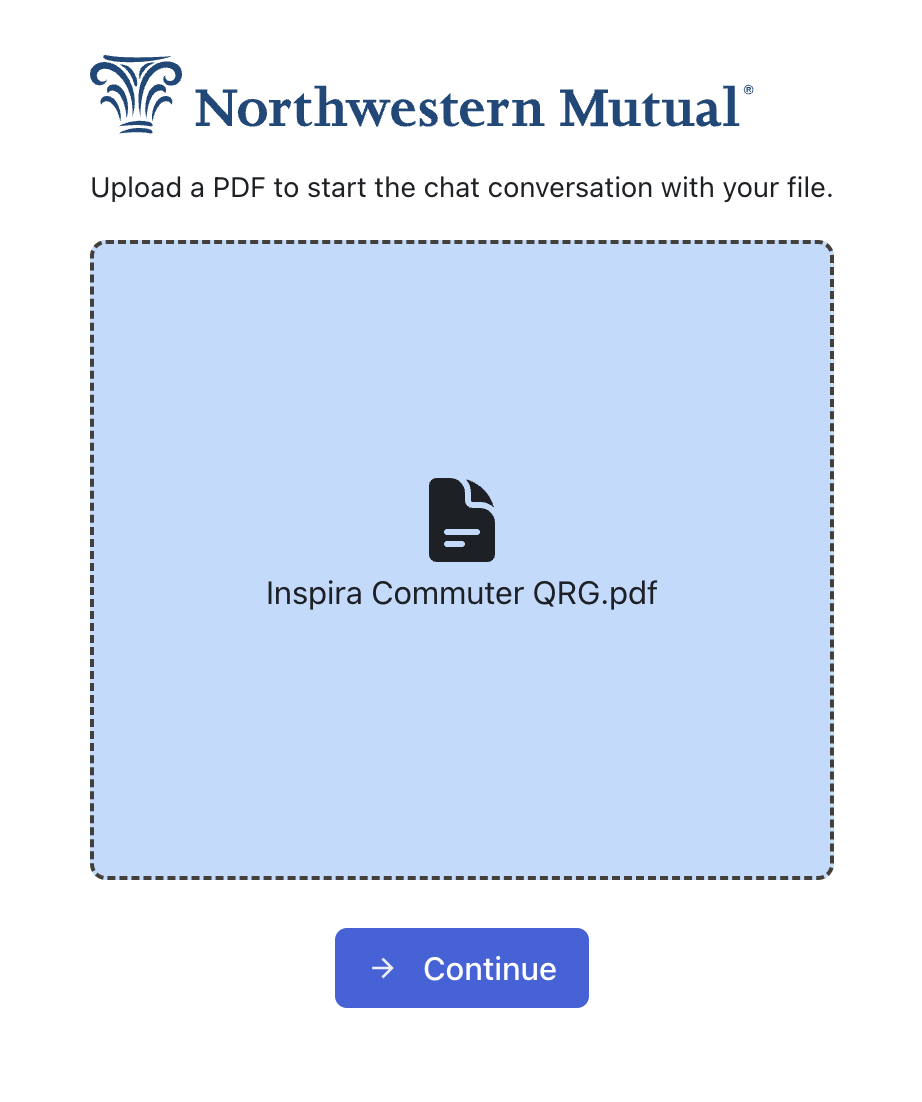 Northwestern Mutual®
Upload a PDF to start the chat conversation with your file.
Inspira Commuter QRG.pdf
Continue